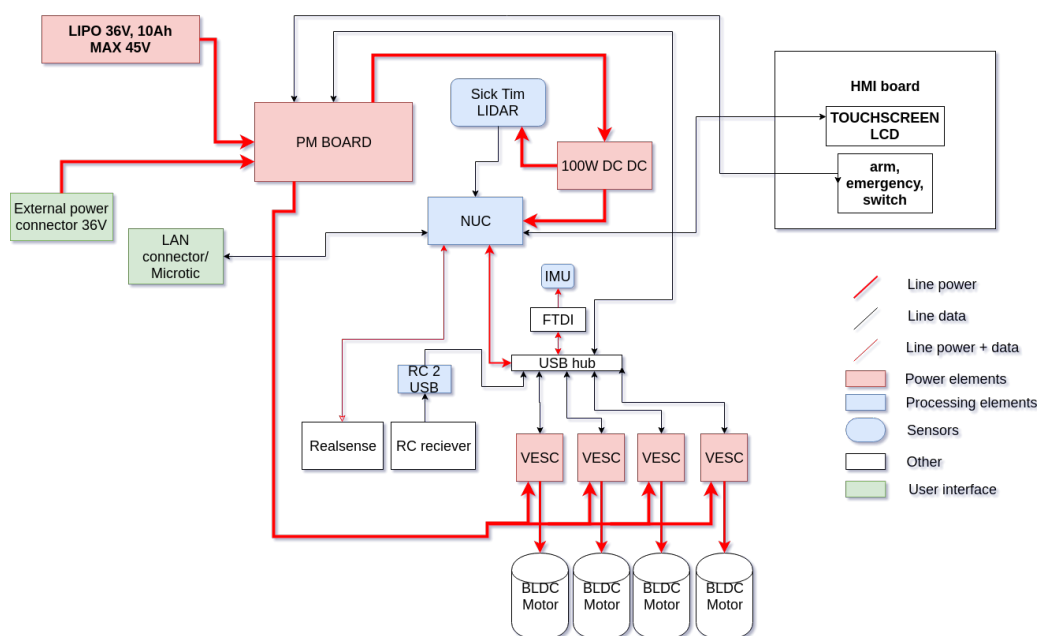 LIPO 36V, 10Ah
MAX 45V
PM BOARD
External power
connector 36V
LAN
connector/
Microtic
Sick Tim
LIDAR
100W DC DC
NUC
HMI board
TOUCHSCREEN
LCD
arm,
emergency,
switch
IMU
FTDI
USB hub
RC 2
USB
Realsense
RC reciever
VESC
VESC
VESC
VESC
BLDC
Motor
BLDC
Motor
BLDC
Motor
BLDC
Motor
Line power
Line data
Line power + data
Power elements
Processing elements
Sensors
Other
User interface